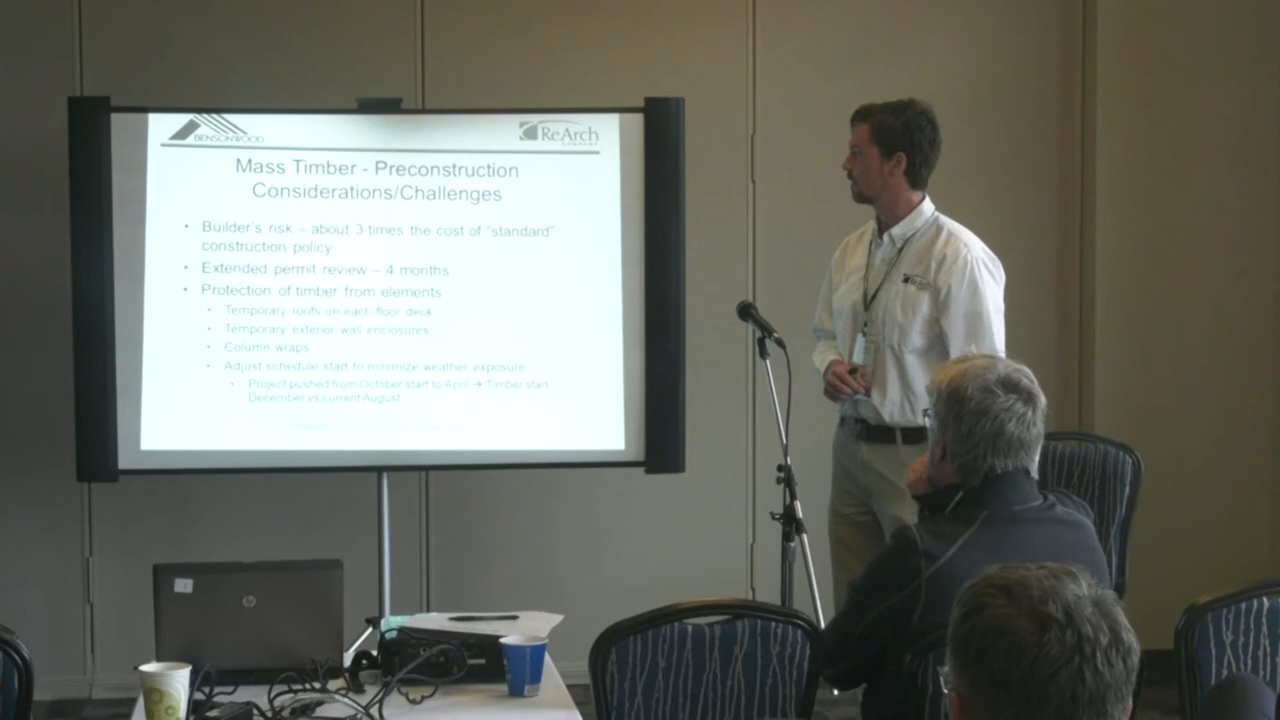 BENSONWOOD
ReArch
COMPANY
Mass Timber - Preconstruction
Considerations/Challenges
• Builder's risk – about 3 times the cost of "standard"
construction policy
• Extended permit review – 4 months
• Protection of timber from elements
• Temporary roofs on each floor deck
• Temporary exterior wall enclosures
• Column wraps
• Adjust schedule start to minimize weather exposure
• Project pushed from October start to April → Timber start
December vs current August
ReArch
hp